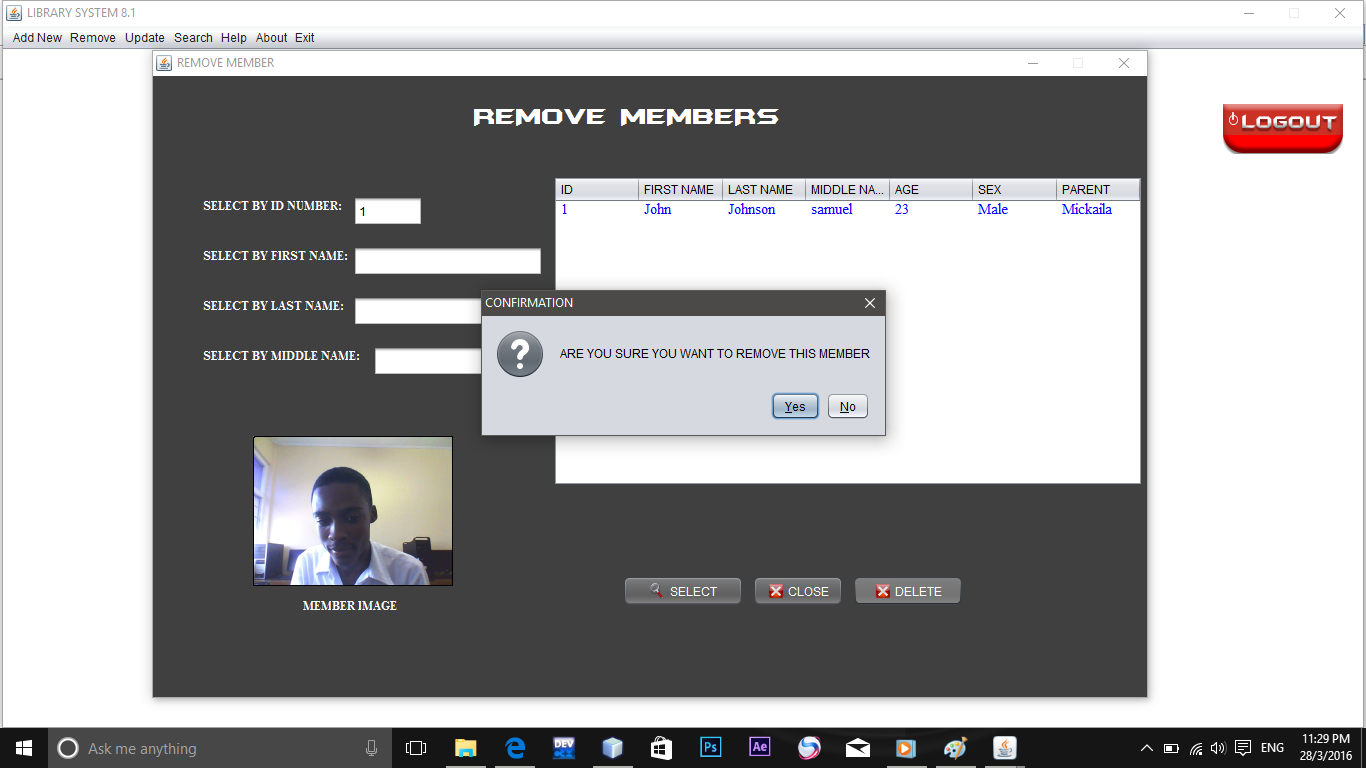 LIBRARY SYSTEM 8.1
Add New Remove Update Search Help About Exit
REMOVE MEMBER
REMOVE MEMBERS
LOGOUT
SELECT BY ID NUMBER: 1
SELECT BY FIRST NAME:
SELECT BY LAST NAME:
SELECT BY MIDDLE NAME:
ID FIRST NAME LAST NAME MIDDLE NA... AGE SEX PARENT
1 John Johnson samuel 23 Male Mickaila
CONFIRMATION
?
ARE YOU SURE YOU WANT TO REMOVE THIS MEMBER
Yes No
MEMBER IMAGE
SELECT CLOSE DELETE
Ask me anything
DEV
Ps
Ae
ENG
11:29 PM
28/3/2016